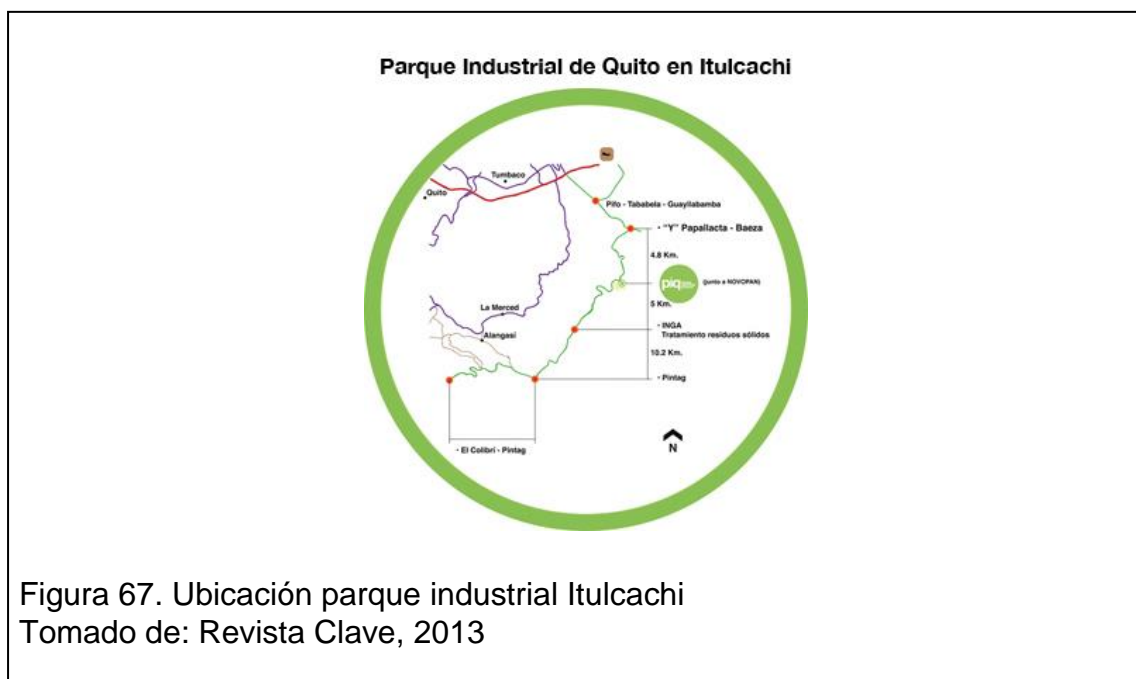 Parque Industrial de Quito en Itulcachi
Tumbaco
Quito
Pifo - Tababela - Guayllabamba
- "Y" Papallacta - Baeza
4.8 Km.
piq
(junto a NOVOPAN)
5 Km.
La Merced
- INGA
Tratamiento residuos sólidos
Alangasí
10.2 Km.
- Pintag
- El Colibrí - Pintag
N
Figura 67. Ubicación parque industrial Itulcachi
Tomado de: Revista Clave, 2013